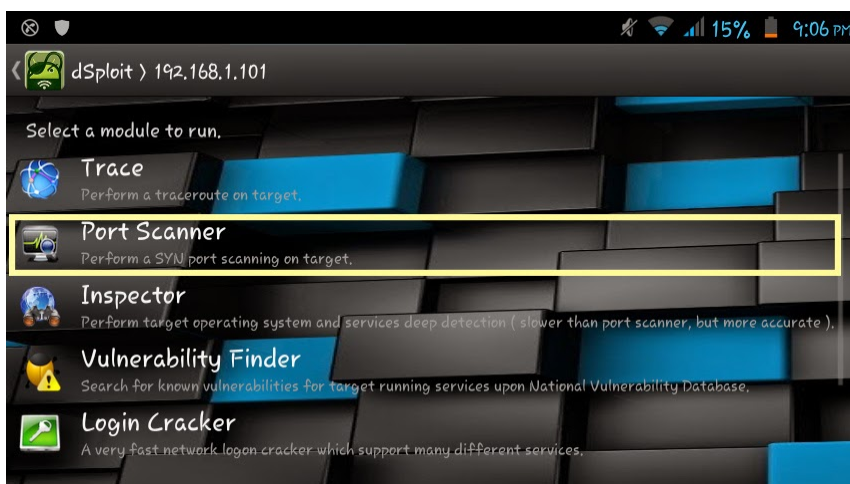 15% 9:06 PM
dSploit > 192.168.1.101
Select a module to run.
Trace
Perform a traceroute on target.
Port Scanner
Perform a SYN port scanning on target.
Inspector
Perform target operating system and services deep detection ( slower than port scanner, but more accurate ).
Vulnerability Finder
Search for known vulnerabilities for target running services upon National Vulnerability Database.
Login Cracker
A very fast network logon cracker which support many different services.